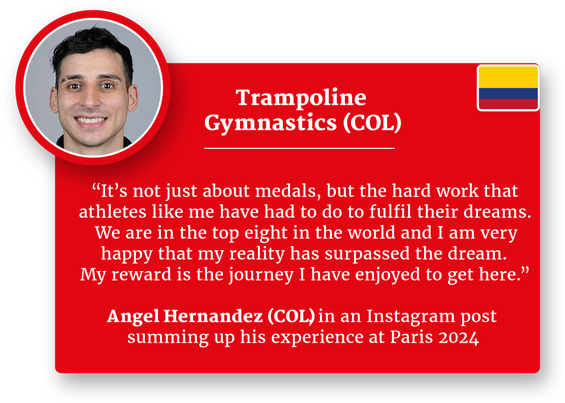 Trampoline
Gymnastics (COL)
“It’s not just about medals, but the hard work that
athletes like me have had to do to fulfil their dreams.
We are in the top eight in the world and I am very
happy that my reality has surpassed the dream.
My reward is the journey I have enjoyed to get here.”
Angel Hernandez (COL) in an Instagram post
summing up his experience at Paris 2024